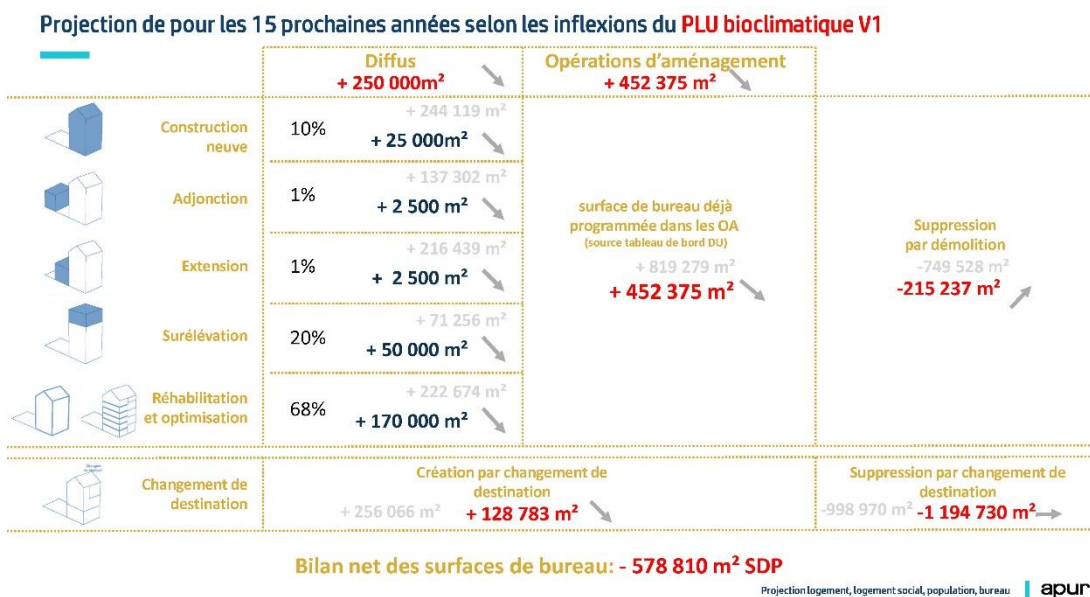 Projection de pour les 15 prochaines années selon les inflexions du PLU bioclimatique V1
Diffus
+ 250 000m²
Opérations d'aménagement
+ 452 375 m²
Construction
neuve
10%
+ 244 119 m²
+ 25 000m²
Adjonction
1%
+ 137 302 m²
+ 2 500 m²
Extension
1%
+ 216 439 m²
+ 2 500 m²
Surélévation
20%
+ 71 256 m²
+ 50 000 m²
Réhabilitation
et optimisation
68%
+ 222 674 m²
+ 170 000 m²
surface de bureau déjà
programmée dans les OA
(source tableau de bord DU)
+ 819 279 m²
+ 452 375 m²
Suppression
par démolition
-749 528 m²
-215 237 m²
Changement de
destination
Création par changement de
destination
+ 256 066 m² + 128 783 m²
Suppression par changement de
destination
-998 970 m² -1 194 730 m²
Bilan net des surfaces de bureau: - 578 810 m² SDP
Projection logement, logement social, population, bureau
apur